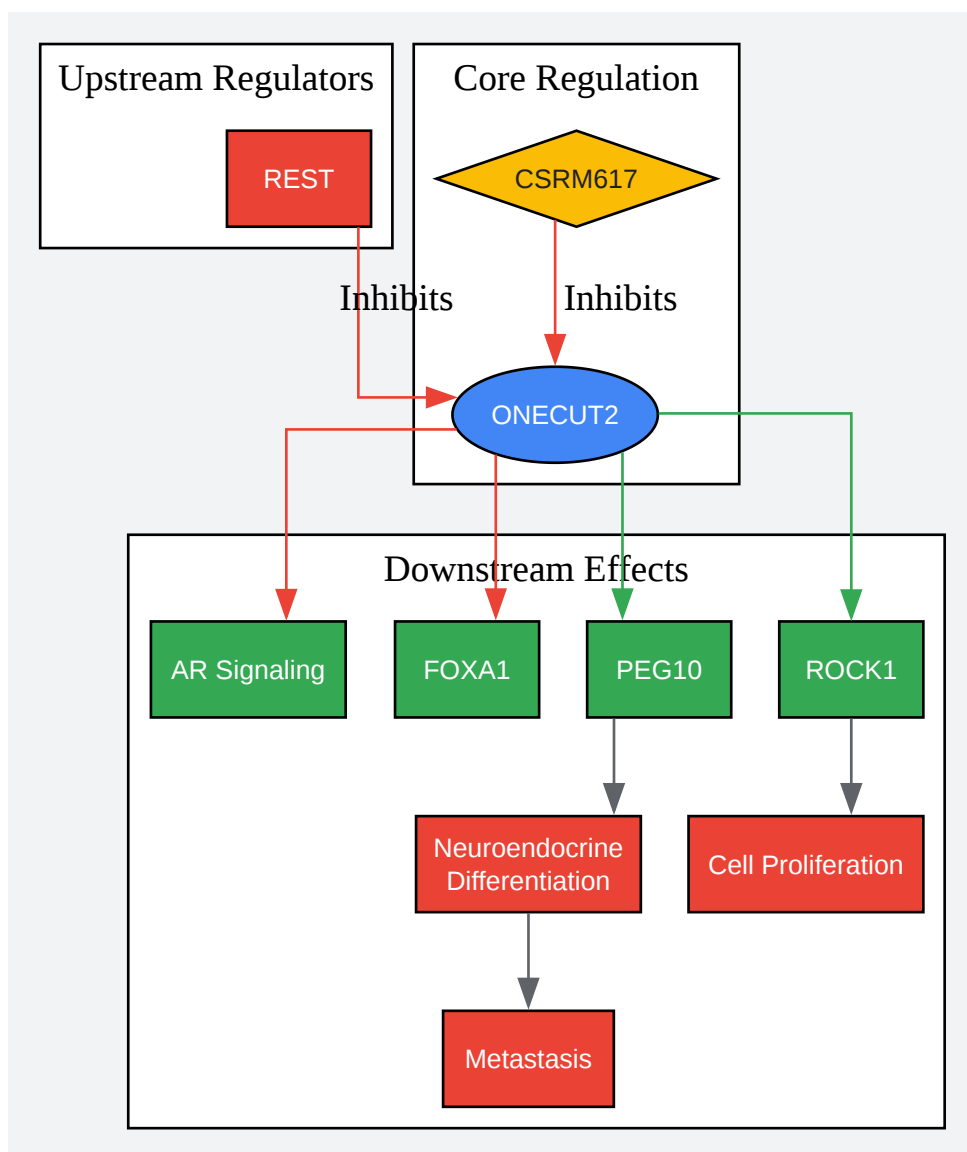 Upstream Regulators
Core Regulation
REST
CSRM617
Inhibits
Inhibits
ONECUT2
Downstream Effects
AR Signaling
FOXA1
PEG10
ROCK1
Neuroendocrine
Differentiation
Cell Proliferation
Metastasis